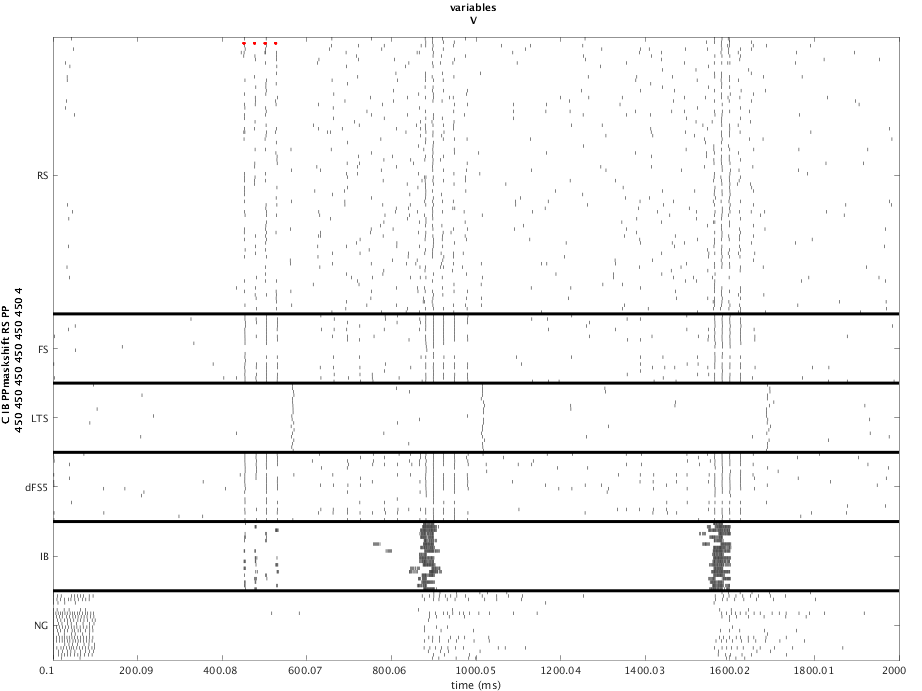 variables
V
C IB PPmaskshift RS PP
450 450 450 450 450 450 450 4
RS
FS
LTS
dFS5
IB
NG
0.1 200.09 400.08 600.07 800.06 1000.05 1200.04 1400.03 1600.02 1800.01 2000
time (ms)